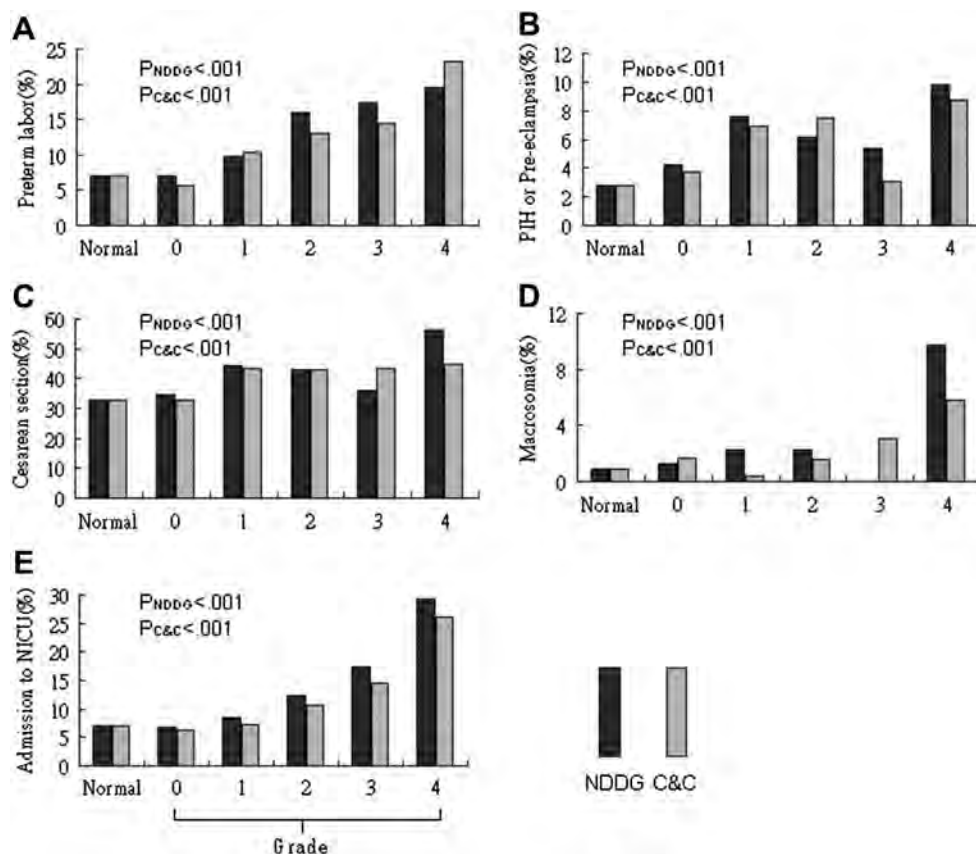 A
Preterm labor(%)
25
20
15
10
5
0
PNDDG<.001
PC&C<.001
Normal 0 1 2 3 4
B
PIH or Pre-eclampsia(%)
12
10
8
6
4
2
0
PNDDG<.001
PC&C<.001
Normal 0 1 2 3 4
C
Cesarean section(%)
60
50
40
30
20
10
0
PNDDG<.001
PC&C<.001
Normal 0 1 2 3 4
D
Macrosomia(%)
12
8
4
0
PNDDG<.001
PC&C<.001
Normal 0 1 2 3 4
E
Admission to NICU(%)
30
25
20
15
10
5
0
PNDDG<.001
PC&C<.001
Normal 0 1 2 3 4
Grade
NDDG C&C